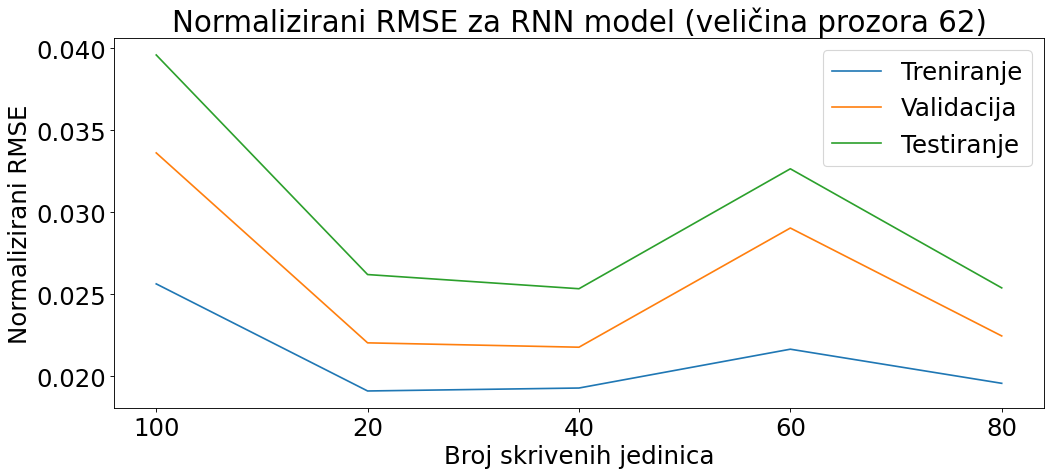 Normalizirani RMSE za RNN model (veličina prozora 62)
Normalizirani RMSE
0.040
0.035
0.030
0.025
0.020
Treniranje
Validacija
Testiranje
100 20 40 60 80
Broj skrivenih jedinica